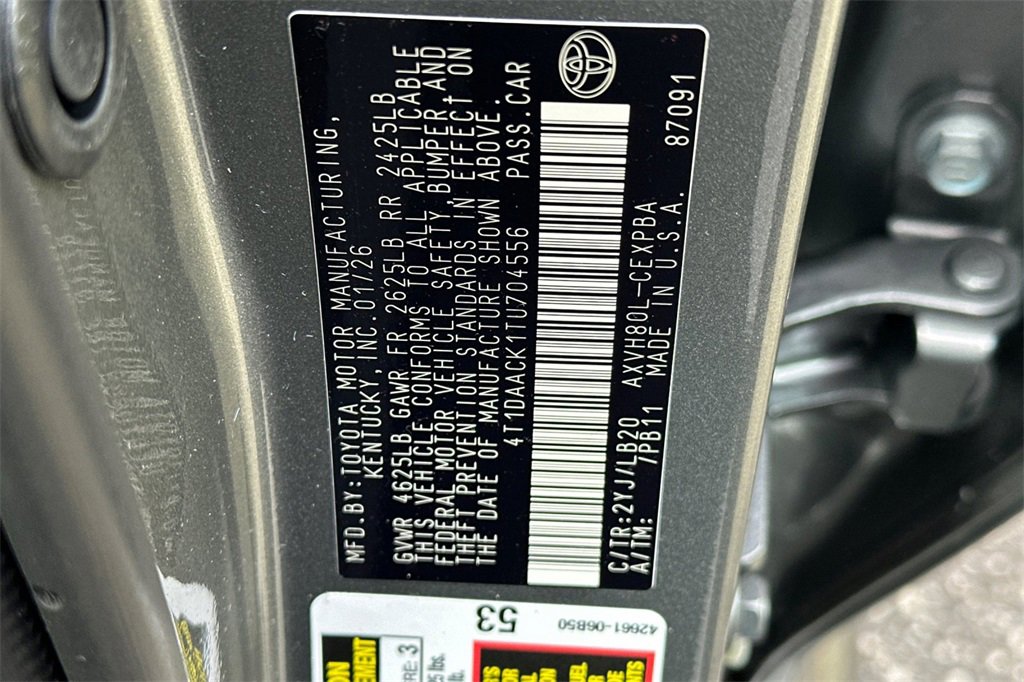 MFD.BY:TOYOTA MOTOR MANUFACTURING,
KENTUCKY,INC.01/26
GVWR 4625LB GAWR FR 2625LB RR 2425LB
THIS VEHICLE CONFORMS TO ALL APPLICABLE
FEDERAL MOTOR VEHICLE SAFETY,BUMPER,AND
THEFT PREVENTION STANDARDS IN EFFECT ON
THE DATE OF MANUFACTURE SHOWN ABOVE.
4T1DAACK1TU704556 PASS.CAR
C/TR:2YJ/LB20 AXVH80L-CEXPBA
A/TM: /PB11 MADE IN U.S.A.
87091
53
42661-06B50